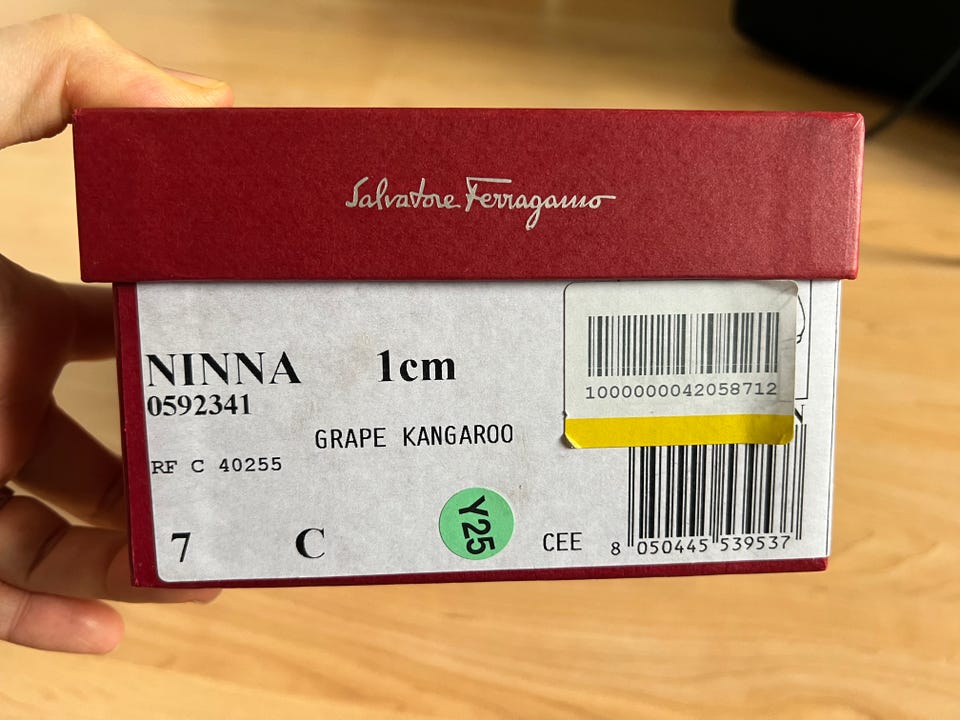 Salvatore Ferragamo
NINNA 1cm
0592341
1000000042058712
GRAPE KANGAROO
RF C 40255
7 C
Y25
CEE
8 050445 539537